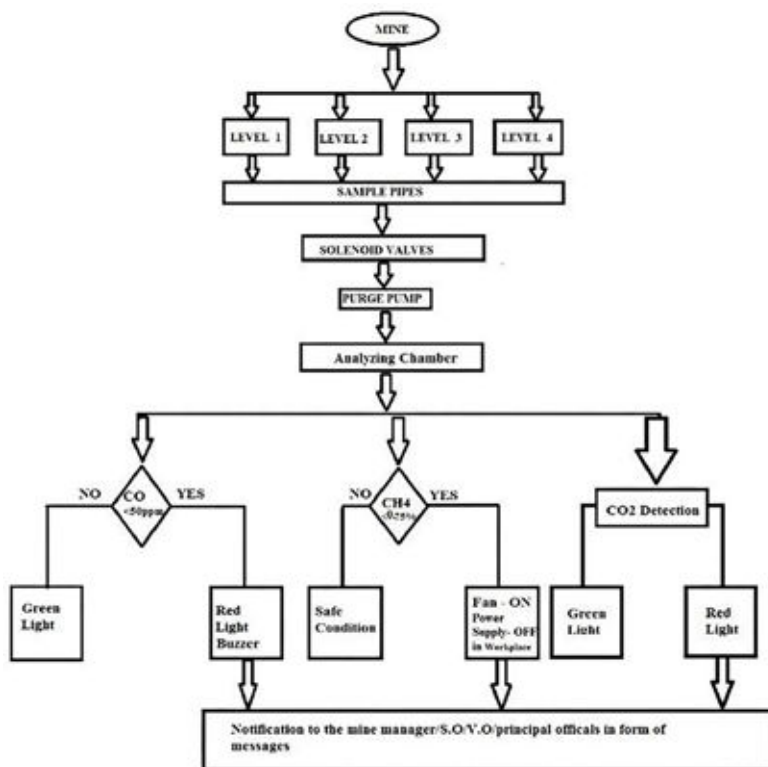 MINE
LEVEL 1
LEVEL 2
LEVEL 3
LEVEL 4
SAMPLE PIPES
SOLENOID VALVES
PURGE PUMP
Analyzing Chamber
NO
CO
<50ppm
YES
NO
CH4
YES
CO2 Detection
Green
Light
Red
Light
Buzzer
Safe
Condition
Fan - ON
Power
Supply- OFF
in Workplace
Green
Light
Red
Light
Notification to the mine manager/S.O/V.O/principal officals in form of
messages